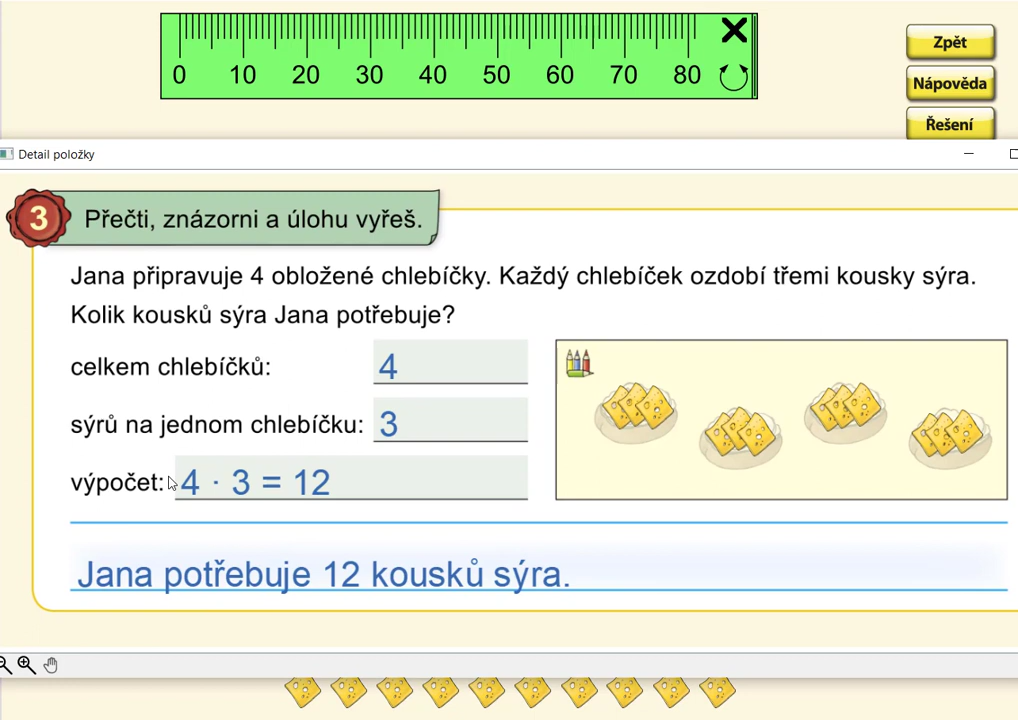 0 10 20 30 40 50 60 70 80
Zpět
Nápověda
Řešení
Detail položky
3 Přečti, znázorni a úlohu vyřeš.
Jana připravuje 4 obložené chlebíčky. Každý chlebíček ozdobí třemi kousky sýra.
Kolik kousků sýra Jana potřebuje?
celkem chlebíčků: 4
sýrů na jednom chlebíčku: 3
výpočet: 4 · 3 = 12
Jana potřebuje 12 kousků sýra.